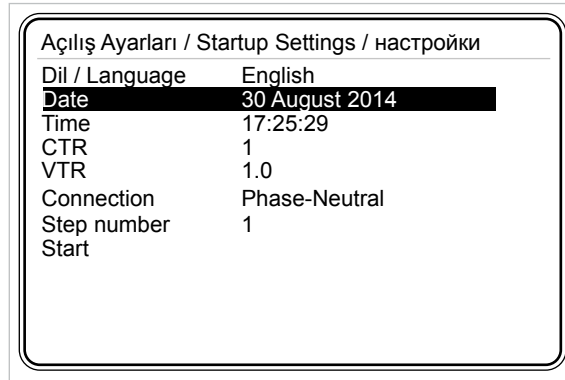 Açılış Ayarları / Startup Settings / настройки
Dil / Language English
Date 30 August 2014
Time 17:25:29
CTR 1
VTR 1.0
Connection Phase-Neutral
Step number 1
Start